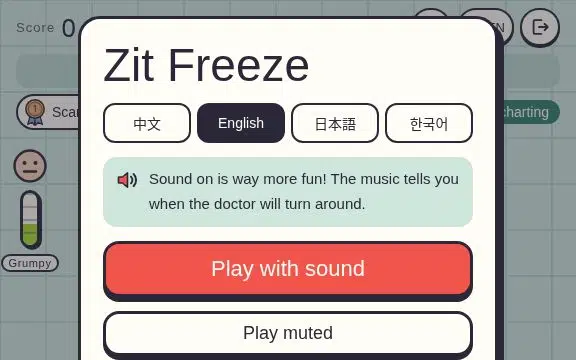 Score 0
EN
Zit Freeze
中文
English
日本語
한국어
Sound on is way more fun! The music tells you
when the doctor will turn around.
Play with sound
Play muted
Grumpy